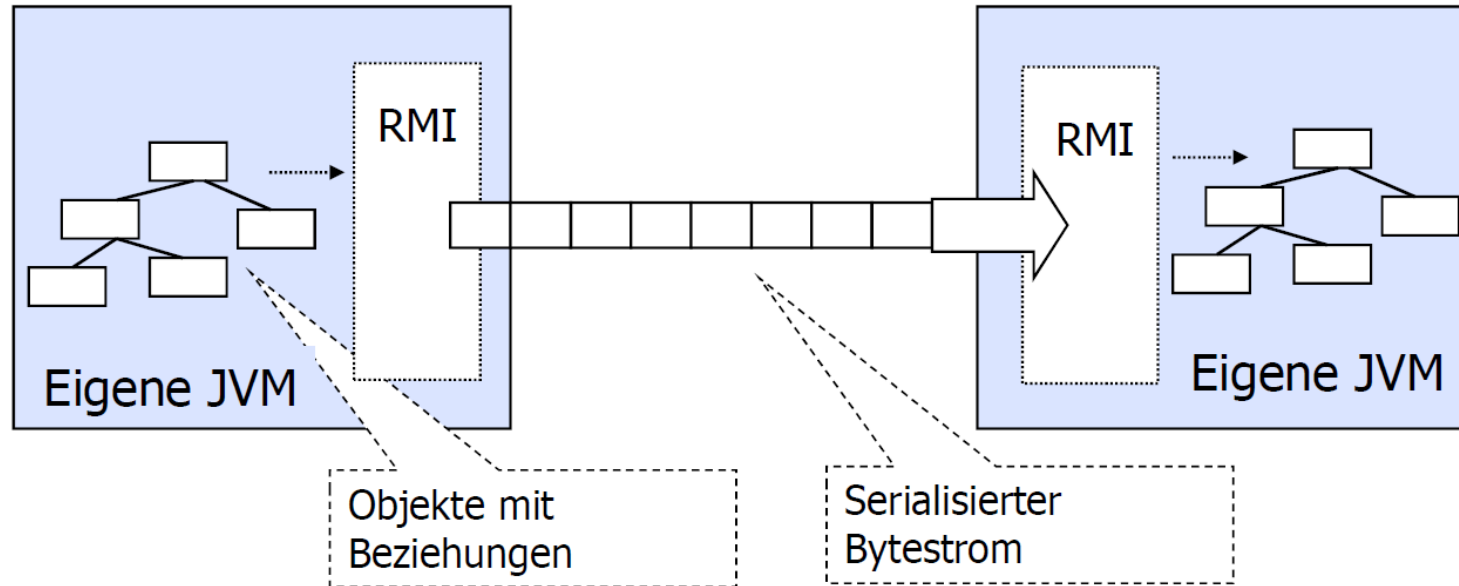 RMI
RMI
Eigene JVM
Eigene JVM
Objekte mit
Beziehungen
Serialisierter
Bytestrom